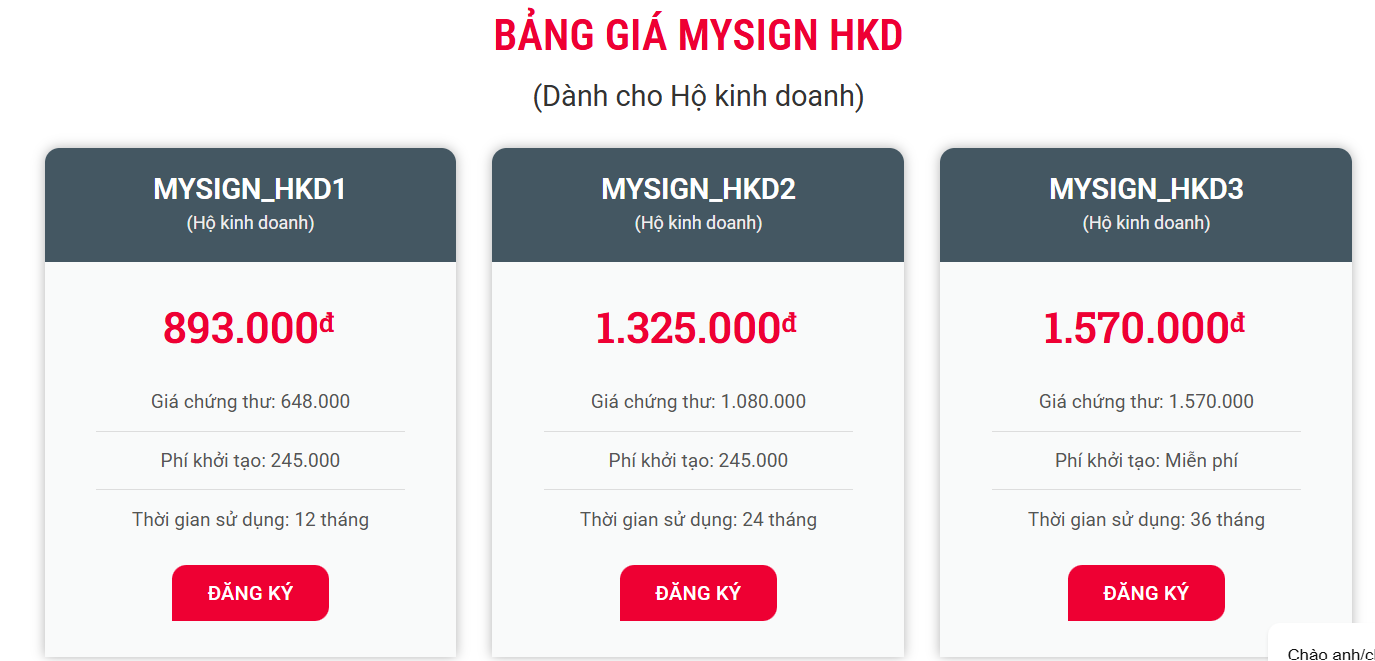 BẢNG GIÁ MYSIGN HKD
(Dành cho Hộ kinh doanh)
MYSIGN_HKD1
(Hộ kinh doanh)
893.000đ
Giá chứng thư: 648.000
Phí khởi tạo: 245.000
Thời gian sử dụng: 12 tháng
ĐĂNG KÝ
MYSIGN_HKD2
(Hộ kinh doanh)
1.325.000đ
Giá chứng thư: 1.080.000
Phí khởi tạo: 245.000
Thời gian sử dụng: 24 tháng
ĐĂNG KÝ
MYSIGN_HKD3
(Hộ kinh doanh)
1.570.000đ
Giá chứng thư: 1.570.000
Phí khởi tạo: Miễn phí
Thời gian sử dụng: 36 tháng
ĐĂNG KÝ
Chào